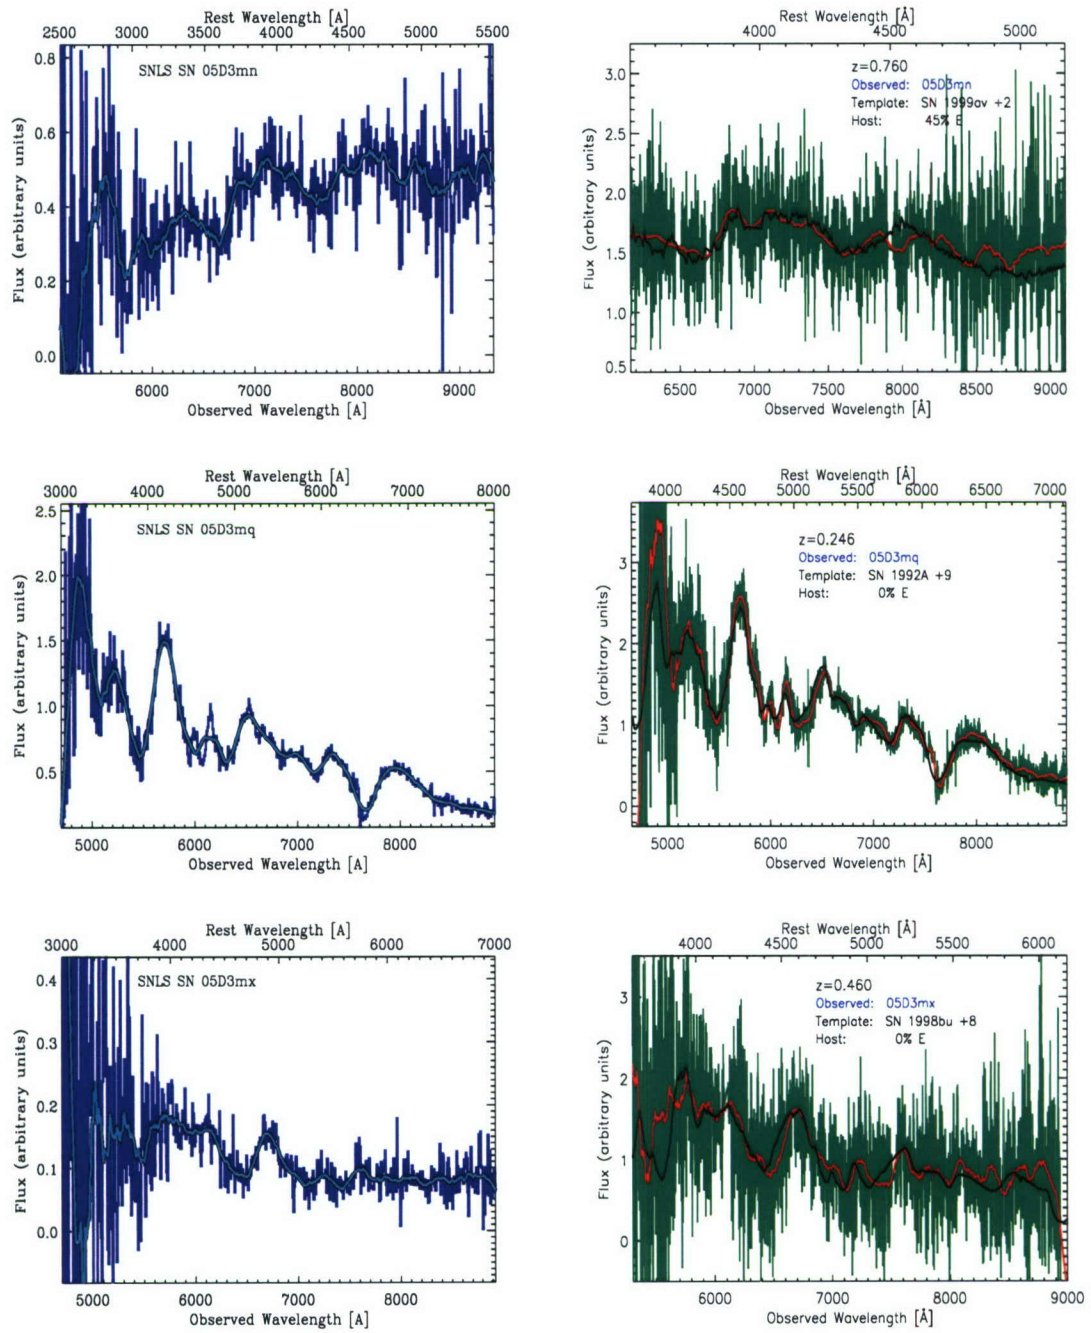 Rest Wavelength [A]
2500 3000 3500 4000 4500 5000 5500
SNLS SN 05D3mn
Flux (arbitrary units)
0.8
0.6
0.4
0.2
0.0
6000 7000 8000 9000
Observed Wavelength [A]
Rest Wavelength [Å]
4000 4500 5000
z=0.760
Observed: 05D3mn
Template: SN 1999av +2
Host: 45% E
Flux (arbitrary units)
3.0
2.5
2.0
1.5
1.0
0.5
6500 7000 7500 8000 8500 9000
Observed Wavelength [Å]
Rest Wavelength [A]
3000 4000 5000 6000 7000 8000
SNLS SN 05D3mq
Flux (arbitrary units)
2.5
2.0
1.5
1.0
0.5
5000 6000 7000 8000
Observed Wavelength [A]
Rest Wavelength [Å]
4000 4500 5000 5500 6000 6500 7000
z=0.246
Observed: 05D3mq
Template: SN 1992A +9
Host: 0% E
Flux (arbitrary units)
3
2
1
0
5000 6000 7000 8000
Observed Wavelength [Å]
Rest Wavelength [A]
3000 4000 5000 6000 7000
SNLS SN 05D3mx
Flux (arbitrary units)
0.4
0.3
0.2
0.1
0.0
5000 6000 7000 8000
Observed Wavelength [A]
Rest Wavelength [Å]
4000 4500 5000 5500 6000
z=0.460
Observed: 05D3mx
Template: SN 1998bu +8
Host: 0% E
Flux (arbitrary units)
3
2
1
0
6000 7000 8000 9000
Observed Wavelength [Å]